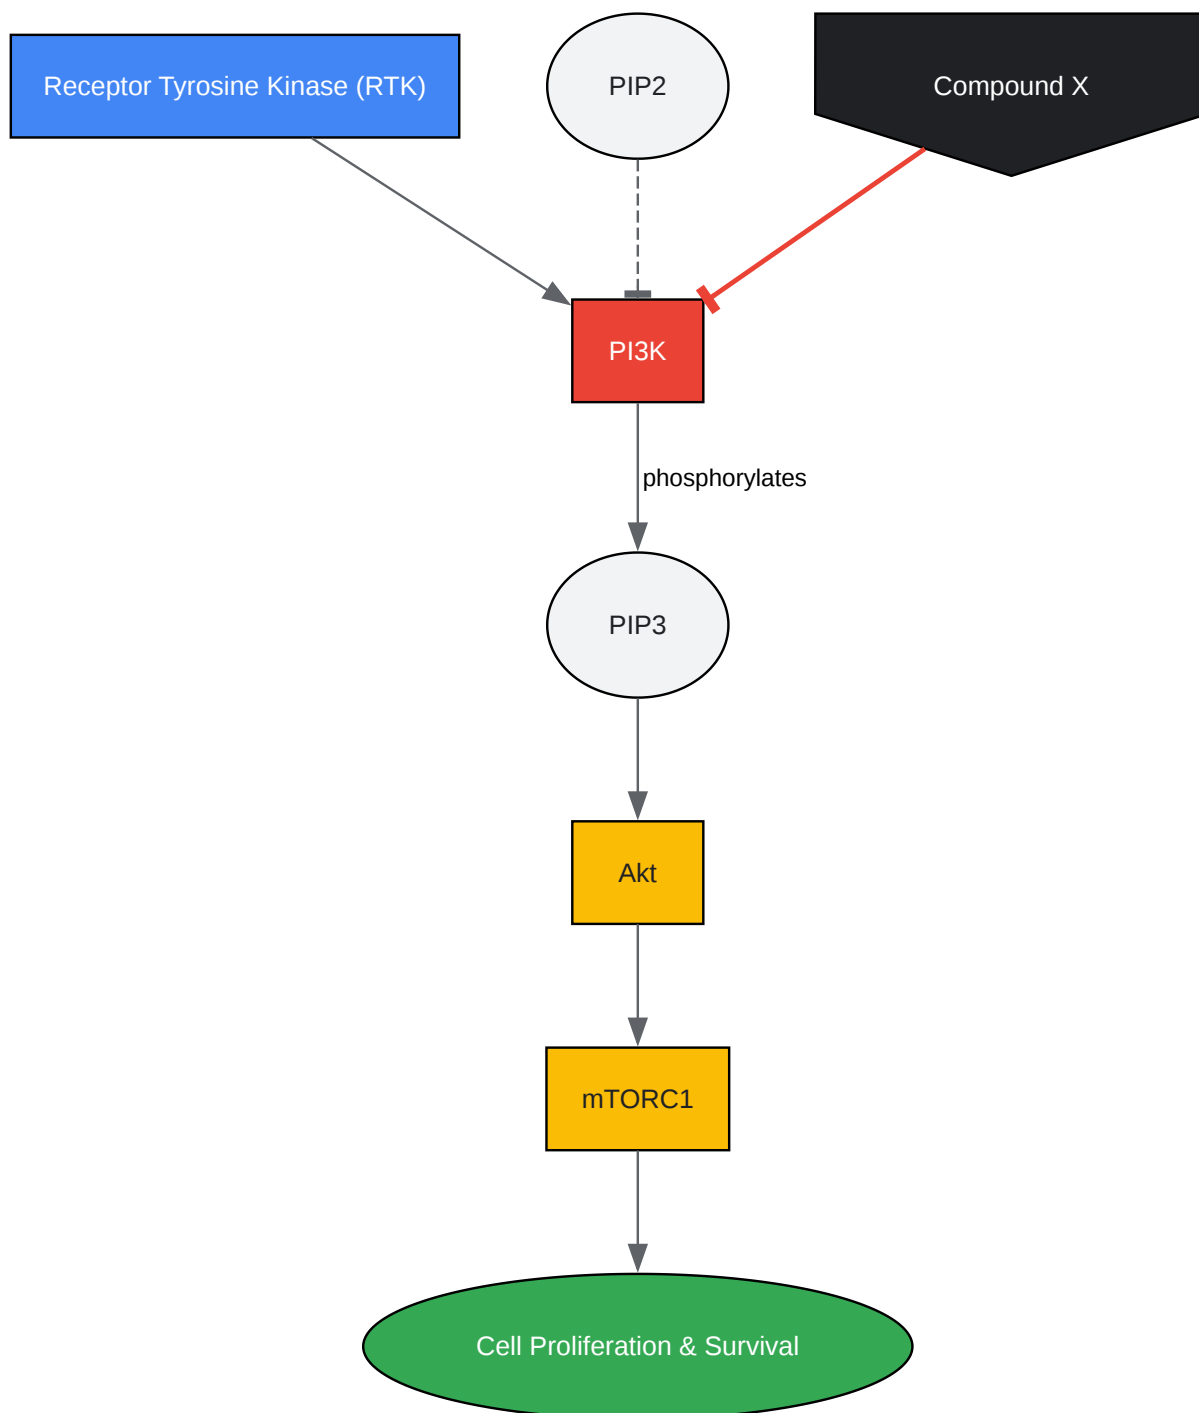 Receptor Tyrosine Kinase (RTK)
PIP2
Compound X
PI3K
phosphorylates
PIP3
Akt
mTORC1
Cell Proliferation & Survival